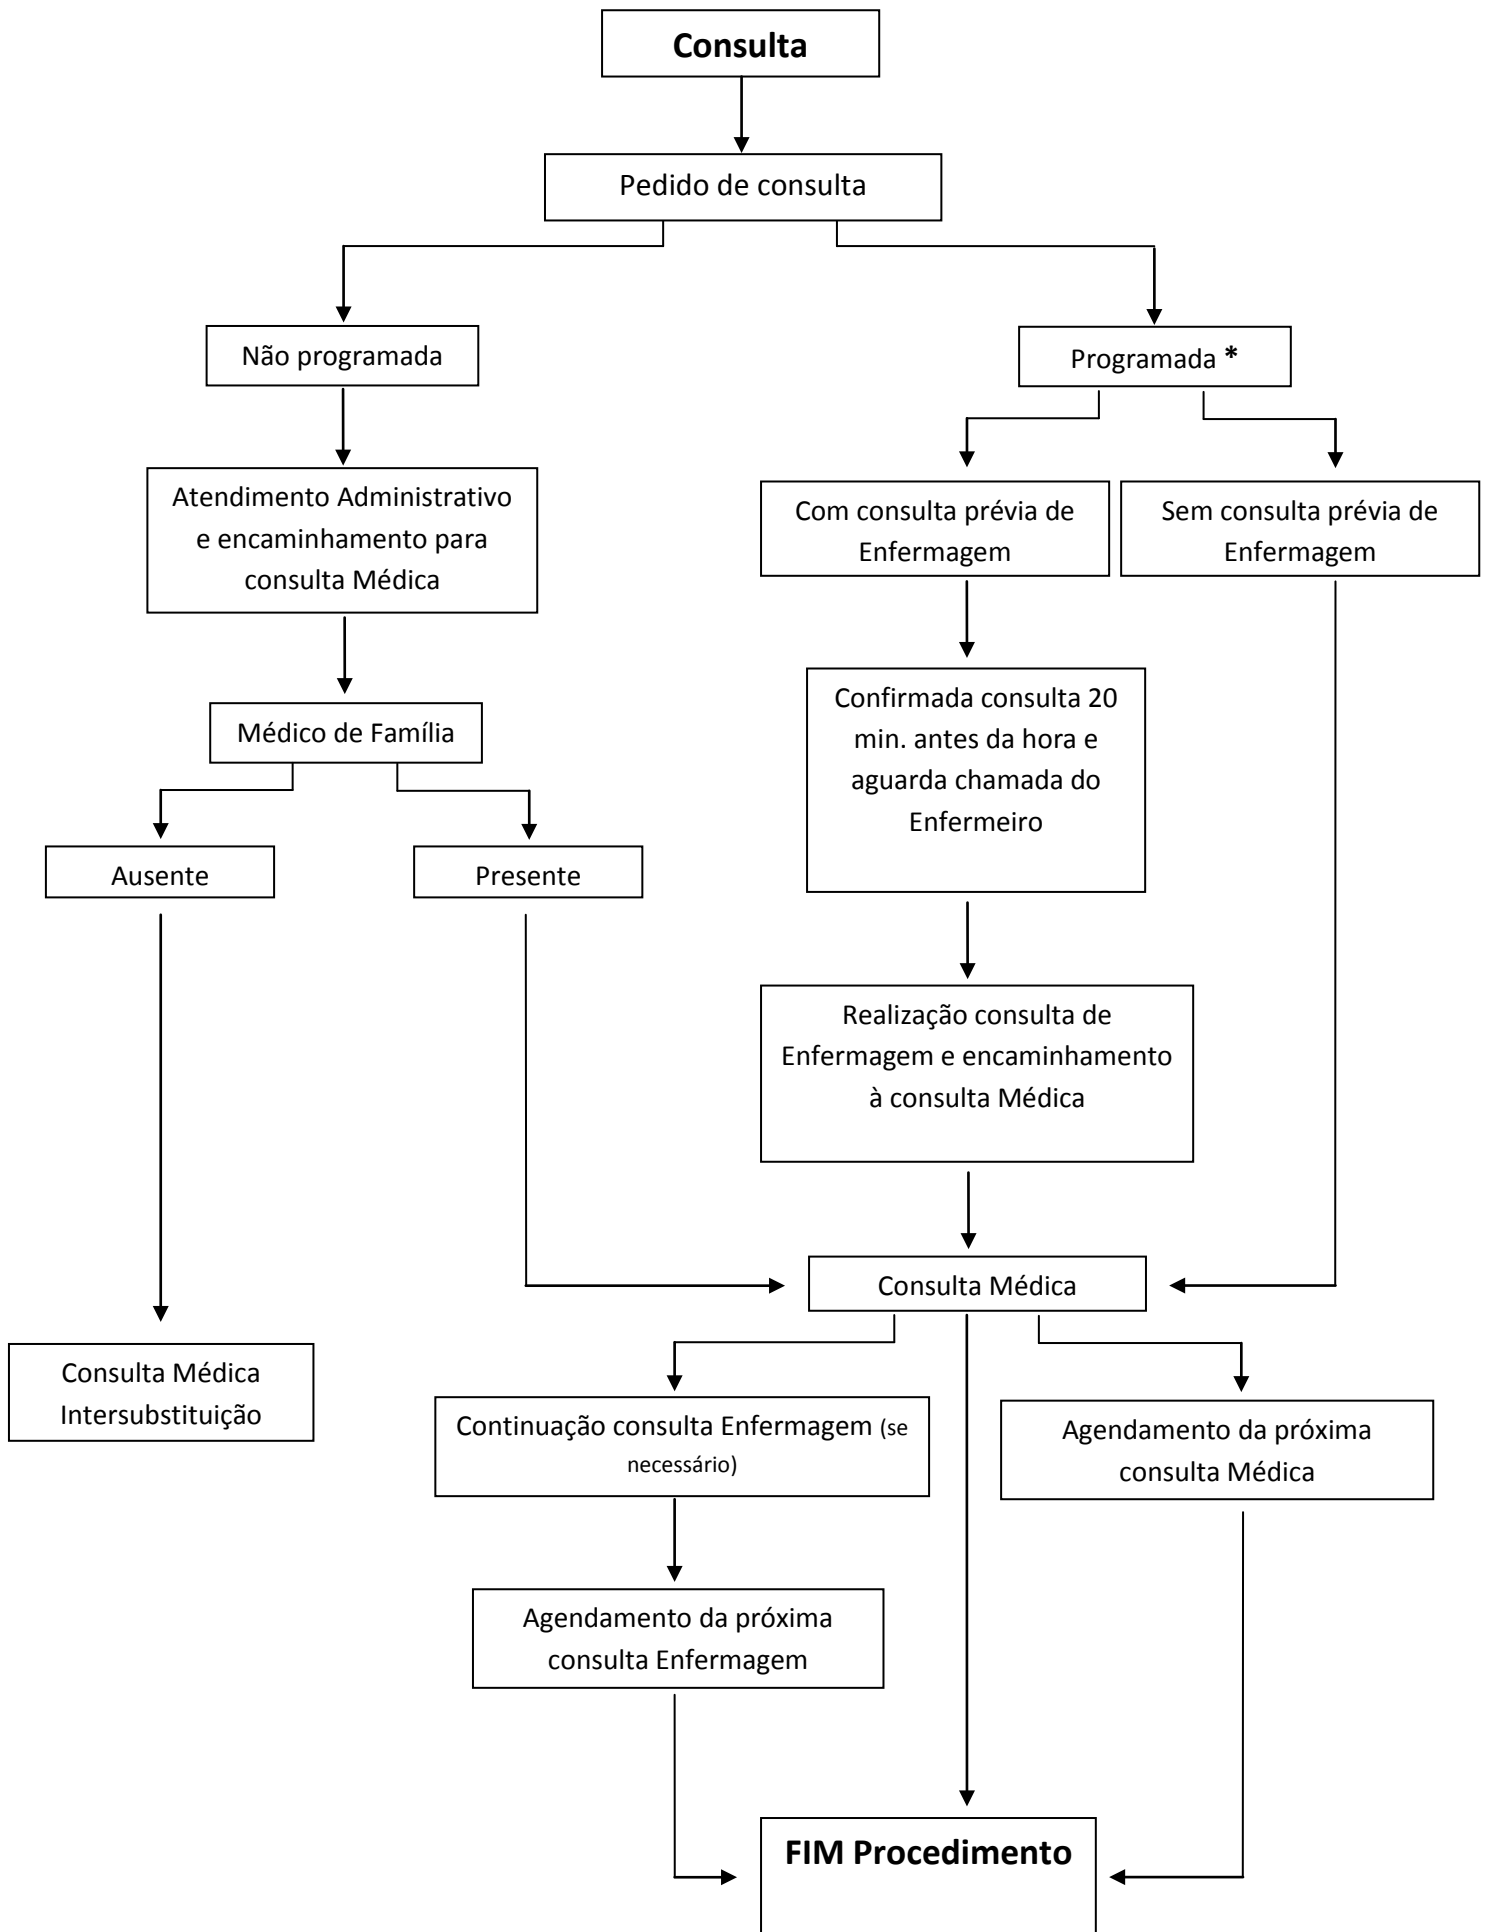 Consulta
Pedido de consulta
Não programada
Programada *
Atendimento Administrativo
e encaminhamento para
consulta Médica
Com consulta prévia de
Enfermagem
Sem consulta prévia de
Enfermagem
Médico de Família
Confirmada consulta 20
min. antes da hora e
aguarda chamada do
Enfermeiro
Ausente
Presente
Realização consulta de
Enfermagem e encaminhamento
à consulta Médica
Consulta Médica
Consulta Médica
Intersubstituição
Continuação consulta Enfermagem (se
necessário)
Agendamento da próxima
consulta Médica
Agendamento da próxima
consulta Enfermagem
FIM Procedimento